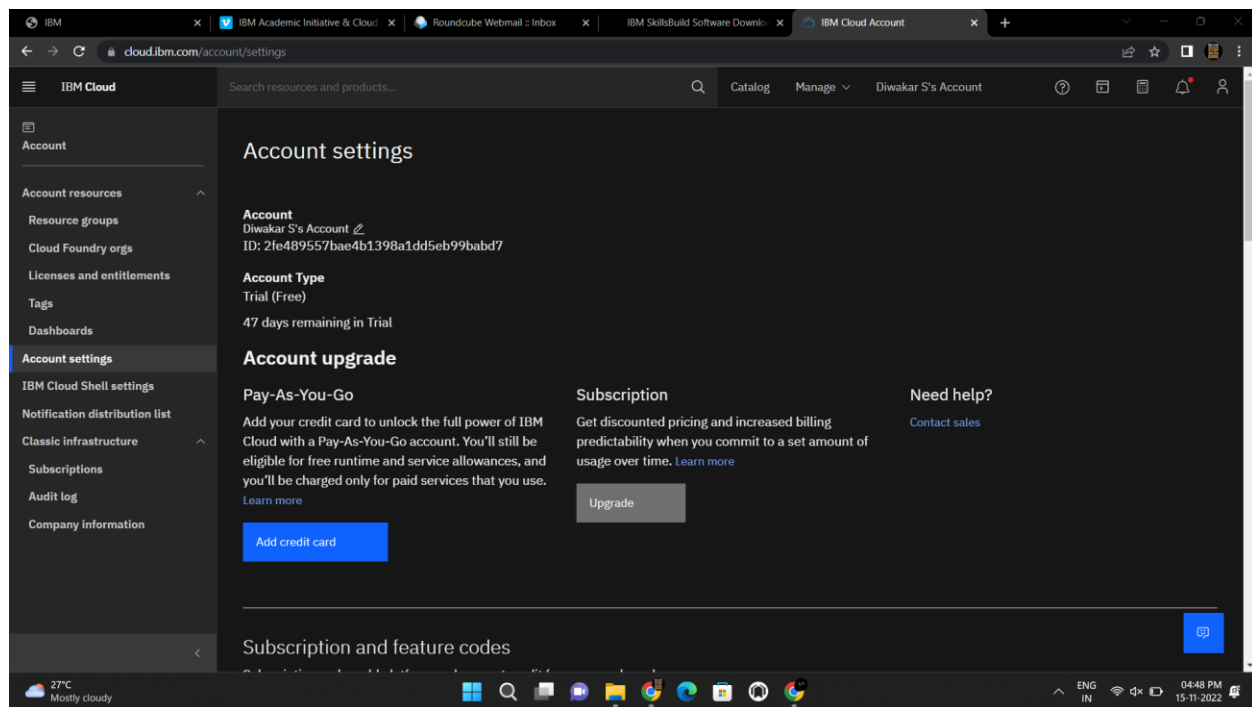 IBM
IBM Academic Initiative & Cloud
Roundcube Webmail :: Inbox
IBM SkillsBuild Software Downlo
IBM Cloud Account
cloud.ibm.com/account/settings
IBM Cloud
Search resources and products...
Catalog
Manage
Diwakar S's Account
Account
Account resources
Resource groups
Cloud Foundry orgs
Licenses and entitlements
Tags
Dashboards
Account settings
IBM Cloud Shell settings
Notification distribution list
Classic infrastructure
Subscriptions
Audit log
Company information
Account settings
Account
Diwakar S's Account
ID: 2fe489557bae4b1398a1dd5eb99babd7
Account Type
Trial (Free)
47 days remaining in Trial
Account upgrade
Pay-As-You-Go
Add your credit card to unlock the full power of IBM
Cloud with a Pay-As-You-Go account. You'll still be
eligible for free runtime and service allowances, and
you'll be charged only for paid services that you use.
Learn more
Add credit card
Subscription
Get discounted pricing and increased billing
predictability when you commit to a set amount of
usage over time. Learn more
Upgrade
Need help?
Contact sales
Subscription and feature codes
27°C
Mostly cloudy
ENG
IN
04:48 PM
15-11-2022